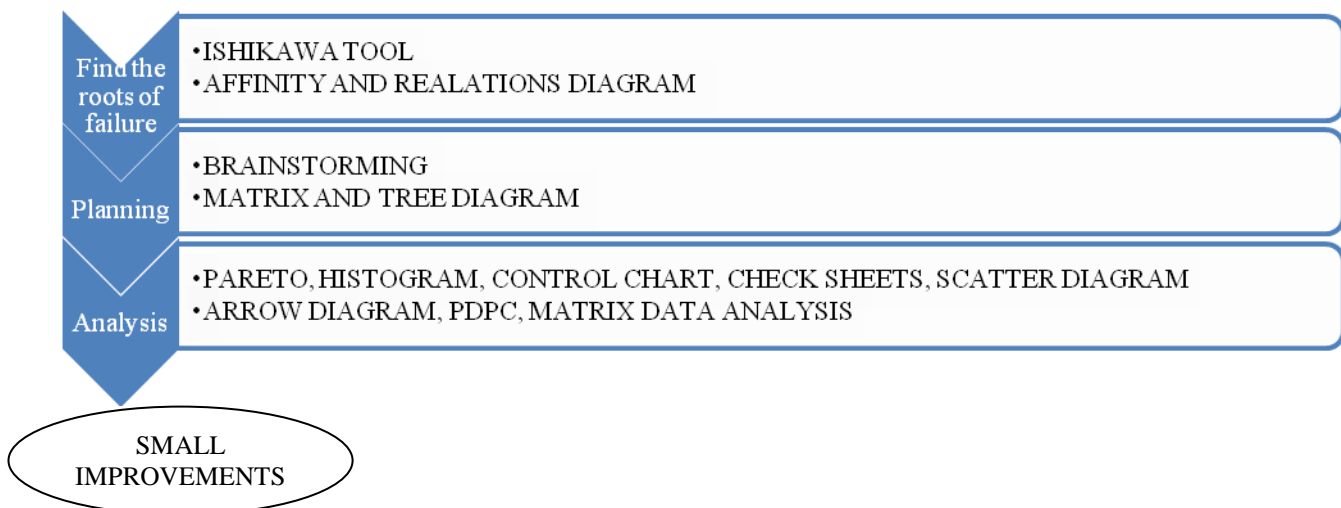 Find the
roots of
failure
•ISHIKAWA TOOL
•AFFINITY AND REALATIONS DIAGRAM
Planning
•BRAINSTORMING
•MATRIX AND TREE DIAGRAM
Analysis
•PARETO, HISTOGRAM, CONTROL CHART, CHECK SHEETS, SCATTER DIAGRAM
•ARROW DIAGRAM, PDPC, MATRIX DATA ANALYSIS
SMALL
IMPROVEMENTS